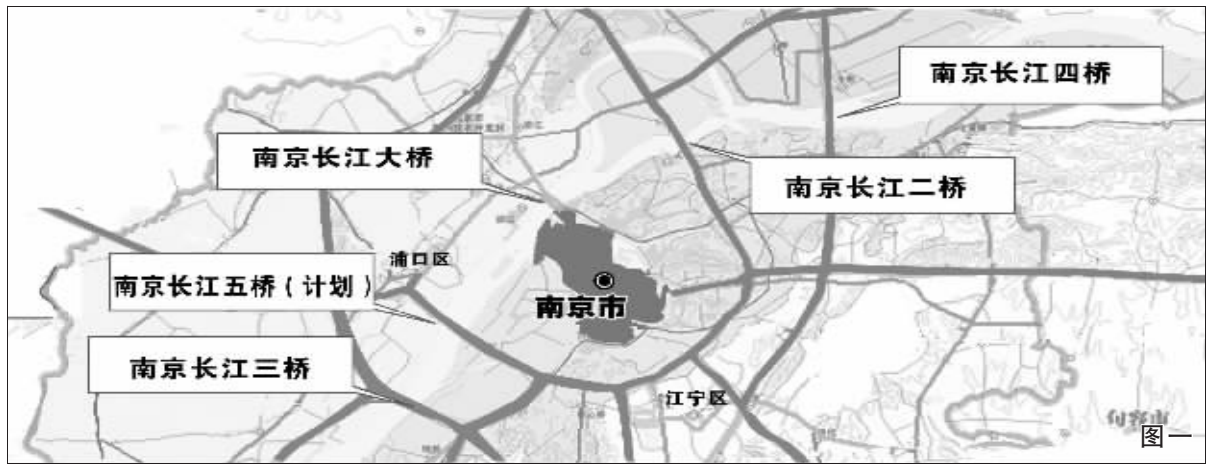 南京长江四桥
南京长江大桥
南京长江二桥
浦口区
南京长江五桥（计划）
南京市
南京长江三桥
江宁区
句容市
图一